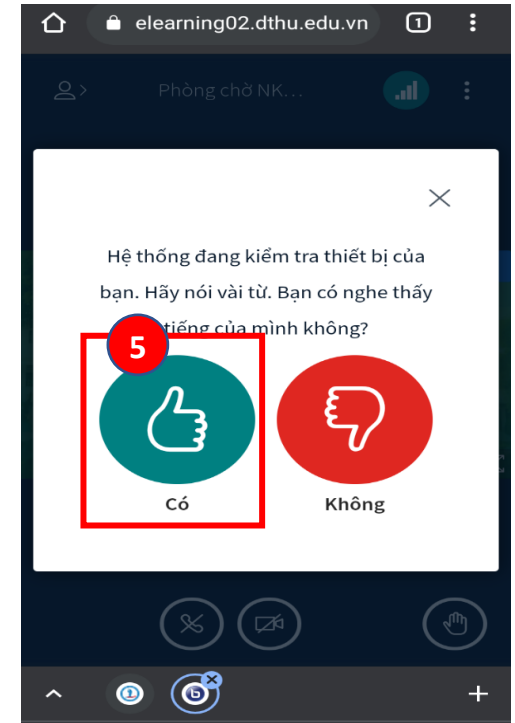 elearning02.dthu.edu.vn
1
Phòng chờ NK...
Hệ thống đang kiểm tra thiết bị của
bạn. Hãy nói vài từ. Bạn có nghe thấy
tiếng của mình không?
5
Có
Không